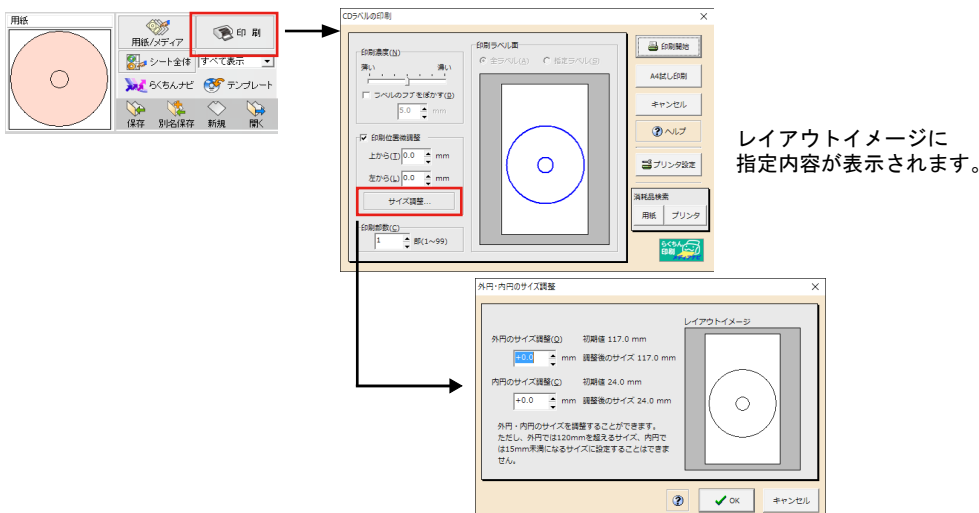 用紙
用紙/メディア
印 刷
シート全体
すべて表示
らくちんナビ
テンプレート
保存
別名保存
新規
開く
CDラベルの印刷
印刷濃度(N)
薄い
濃い
ラベルのフチをぼかす(D)
5.0 mm
印刷位置微調整
上から(T) 0.0 mm
左から(L) 0.0 mm
サイズ調整...
印刷部数(C)
1 部(1~99)
印刷ラベル面
全ラベル(A)
指定ラベル(B)
印刷開始
A4試し印刷
キャンセル
ヘルプ
プリンタ設定
消耗品検索
用紙
プリンタ
らくちん
印刷
レイアウトイメージに
指定内容が表示されます。
外円・内円のサイズ調整
外円のサイズ調整(O) 初期値 117.0 mm
+0.0 mm 調整後のサイズ 117.0 mm
内円のサイズ調整(C) 初期値 24.0 mm
+0.0 mm 調整後のサイズ 24.0 mm
外円・内円のサイズを調整することができます。
ただし、外円では120mmを超えるサイズ、内円で
は15mm未満になるサイズに設定することはできま
せん。
レイアウトイメージ
OK
キャンセル